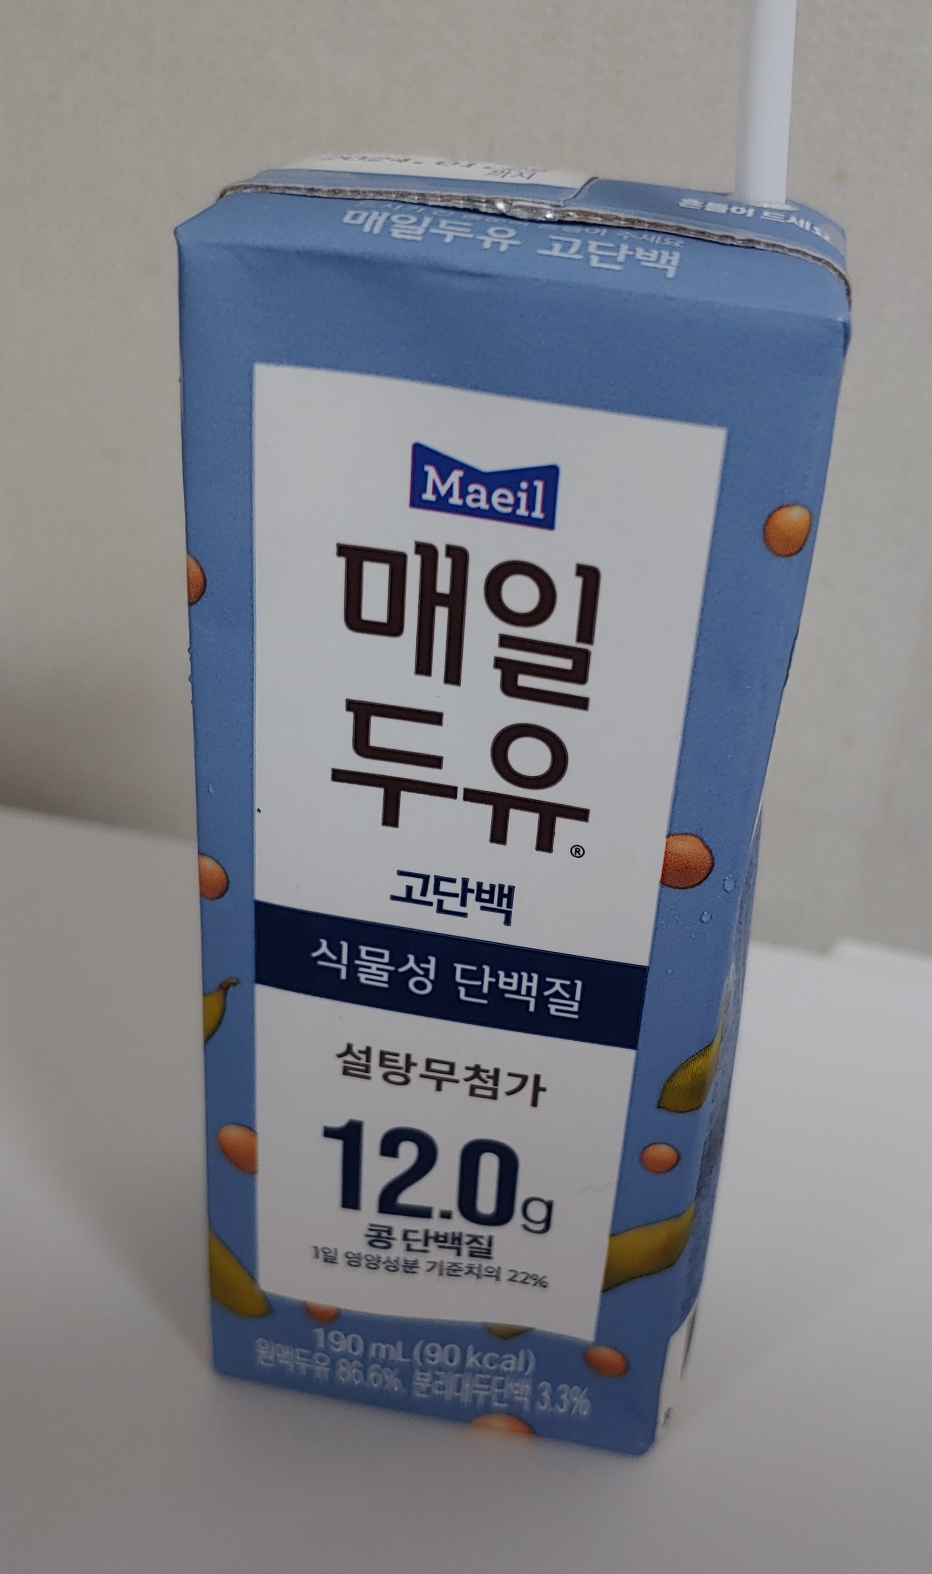 흔들어 드세요
매일두유 고단백
Maeil
매일
두유
®
고단백
식물성 단백질
설탕무첨가
12.0g
콩 단백질
1일 영양성분 기준치의 22%
190 mL (90 kcal)
원액두유 86.6%, 분리대두단백 3.3%